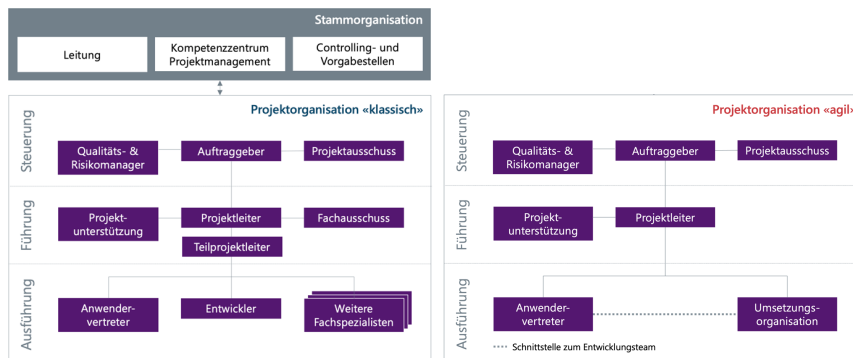 Stammorganisation
Leitung
Kompetenzzentrum
Projektmanagement
Controlling- und
Vorgabestellen
Projektorganisation «klassisch»
Steuerung
Qualitäts- &
Risikomanager
Auftraggeber
Projektausschuss
Führung
Projekt-
unterstützung
Projektleiter
Fachausschuss
Teilprojektleiter
Ausführung
Anwender-
vertreter
Entwickler
Weitere
Fachspezialisten
Projektorganisation «agil»
Steuerung
Qualitäts- &
Risikomanager
Auftraggeber
Projektausschuss
Führung
Projekt-
unterstützung
Projektleiter
Ausführung
Anwender-
vertreter
Umsetzungs-
organisation
Schnittstelle zum Entwicklungsteam